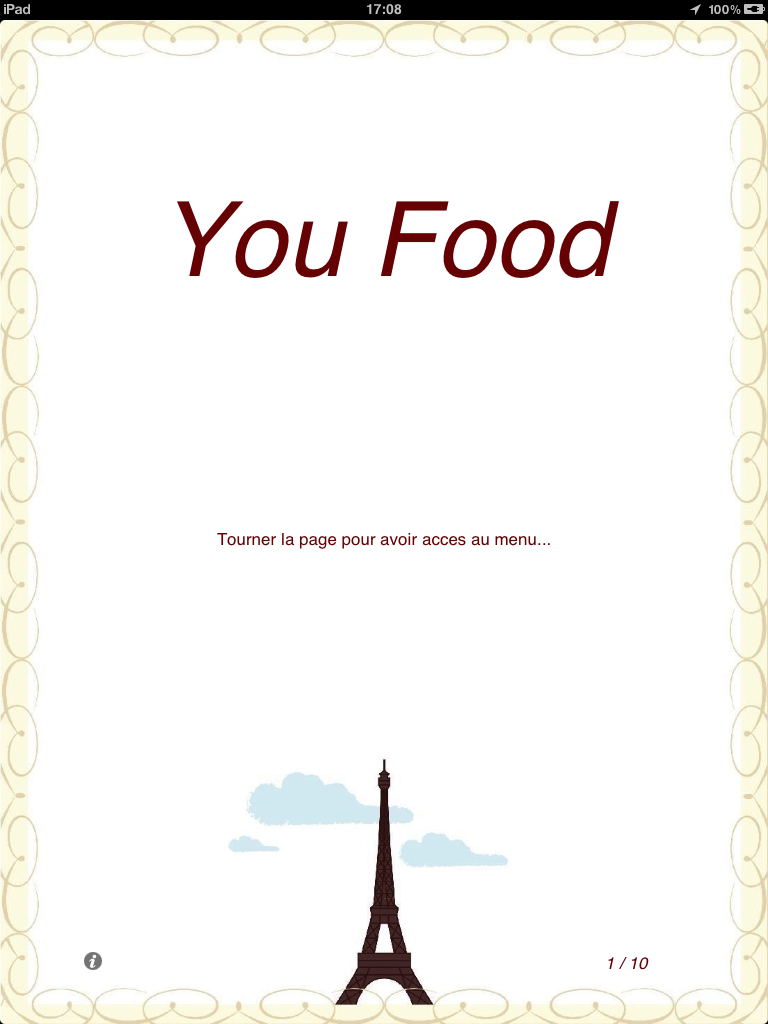 iPad 17:08 100%
You Food
Tourner la page pour avoir acces au menu...
i 1 / 10